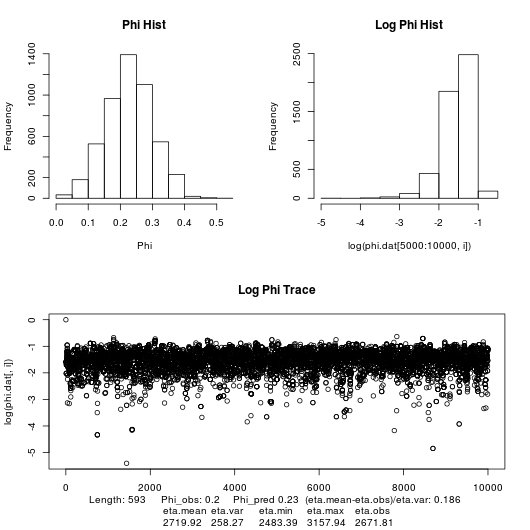 Phi Hist
Log Phi Hist
Frequency
0 200 600 1000 1400
0.0 0.1 0.2 0.3 0.4 0.5
Phi
Frequency
0 500 1500 2500
-5 -4 -3 -2 -1
log(phi.dat[5000:10000, i])
Log Phi Trace
log(phi.dat[, i])
0 -1 -2 -3 -4 -5
0 2000 4000 6000 8000 10000
Length: 593 Phi_obs: 0.2 Phi_pred 0.23 (eta.mean-eta.obs)/eta.var: 0.186
eta.mean eta.var eta.min eta.max eta.obs
2719.92 258.27 2483.39 3157.94 2671.81